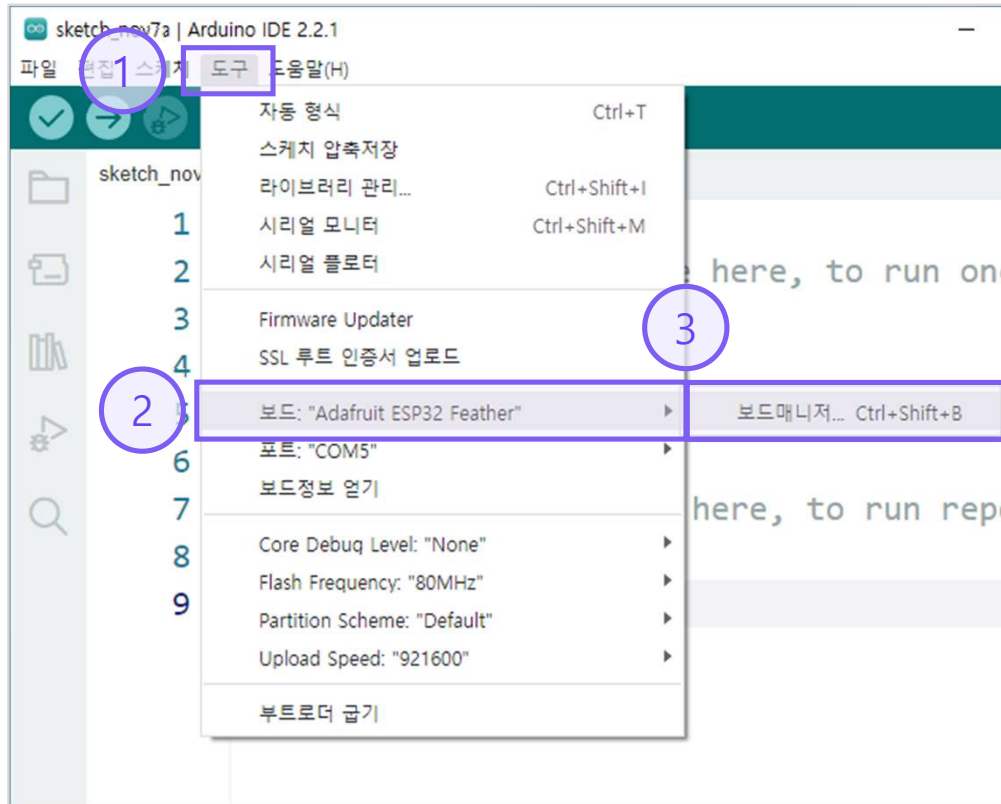 sketch_nov7a | Arduino IDE 2.2.1
파일 편집 스케치 도구 도움말(H)
1
자동 형식 Ctrl+T
스케치 압축저장
sketch_nov
라이브러리 관리... Ctrl+Shift+I
1 시리얼 모니터 Ctrl+Shift+M
2 시리얼 플로터
here, to run on
3 Firmware Updater
3
4 SSL 루트 인증서 업로드
2
5 보드: "Adafruit ESP32 Feather" 보드매니저... Ctrl+Shift+B
6 포트: "COM5"
보드정보 얻기
7 here, to run rep
8 Core Debug Level: "None"
Flash Frequency: "80MHz"
9 Partition Scheme: "Default"
Upload Speed: "921600"
부트로더 굽기